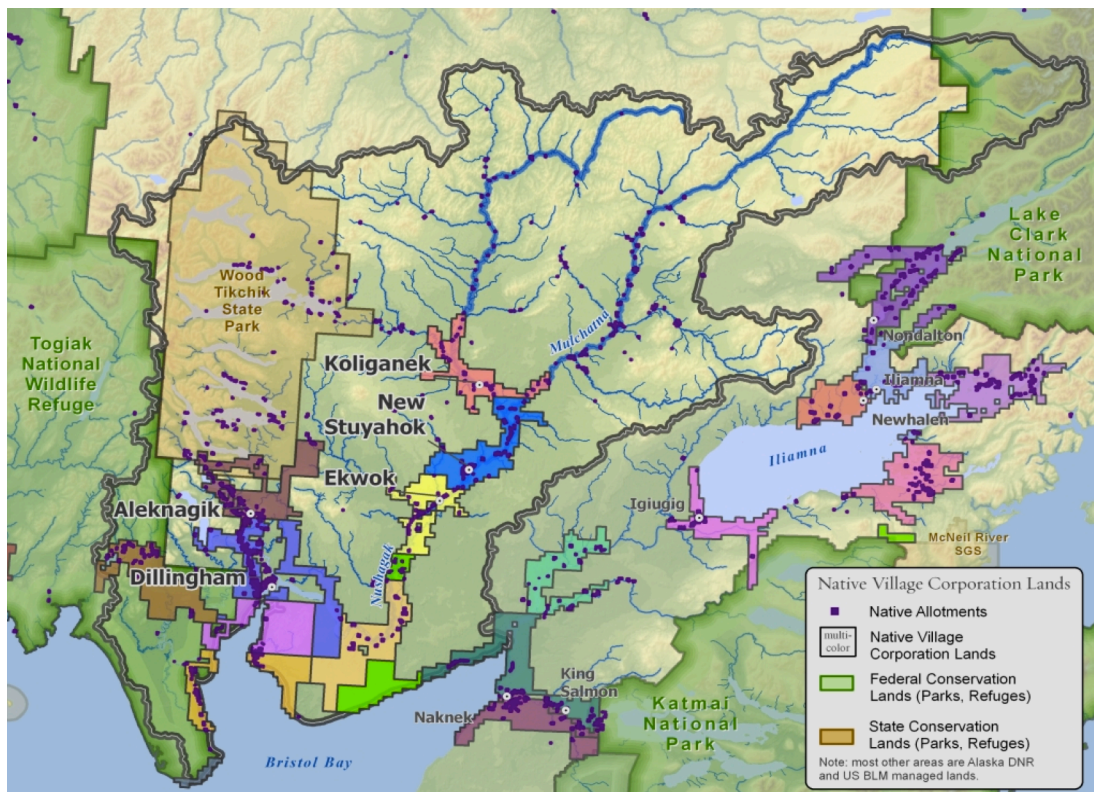 Lake
Clark
National
Park
Wood
Tikchik
State
Park
Togiak
National
Wildlife
Refuge
Mulchatna
Nondalton
Koliganek
Iliamna
New
Stuyahok
Newhalen
Iliamna
Ekwok
Igiugig
Aleknagik
McNeil River
SGS
Dillingham
Nushagak
King
Salmon
Naknek
Katmai
National
Park
Bristol Bay
Native Village Corporation Lands
Native Allotments
multi-
color
Native Village
Corporation Lands
Federal Conservation
Lands (Parks, Refuges)
State Conservation
Lands (Parks, Refuges)
Note: most other areas are Alaska DNR
and US BLM managed lands.